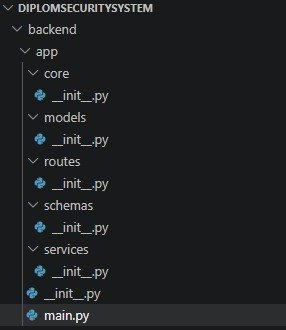 DIPLOMSECURITYSYSTEM
backend
app
core
__init__.py
models
__init__.py
routes
__init__.py
schemas
__init__.py
services
__init__.py
__init__.py
main.py